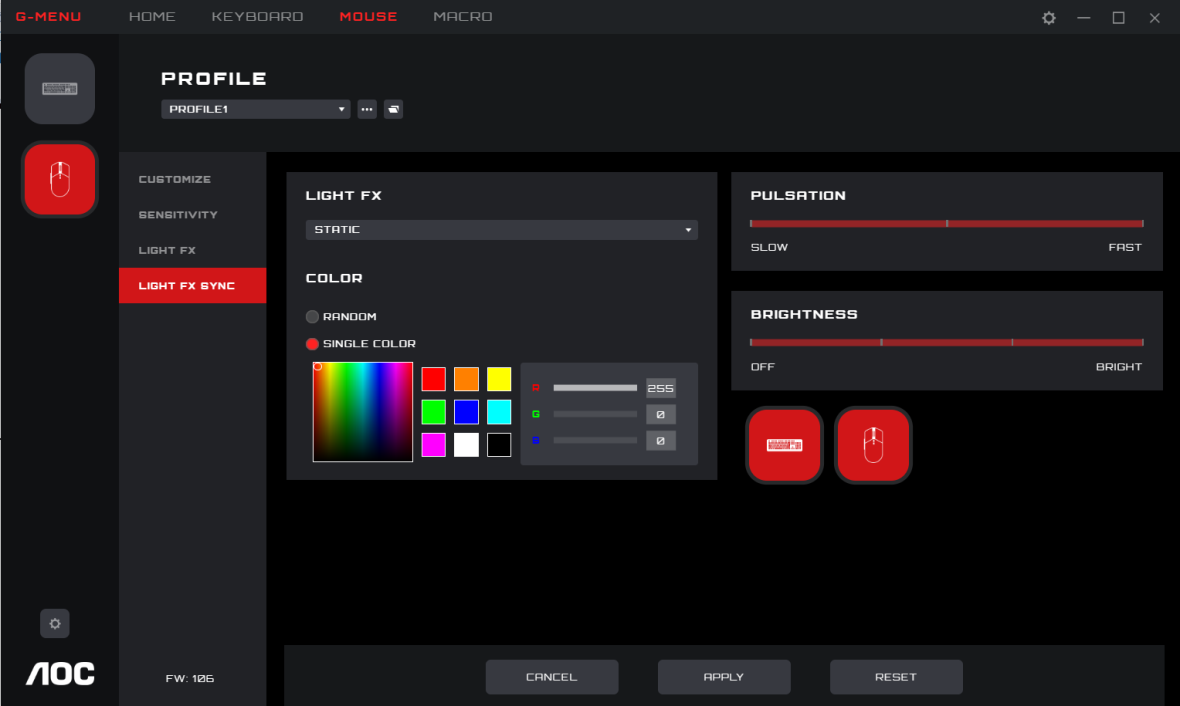 G-MENU HOME KEYBOARD MOUSE MACRO
PROFILE
PROFILE1
CUSTOMIZE
SENSITIVITY
LIGHT FX
LIGHT FX SYNC
LIGHT FX
STATIC
COLOR
RANDOM
SINGLE COLOR
R 255
G 0
B 0
PULSATION
SLOW FAST
BRIGHTNESS
OFF BRIGHT
AOC
FW: 106
CANCEL APPLY RESET